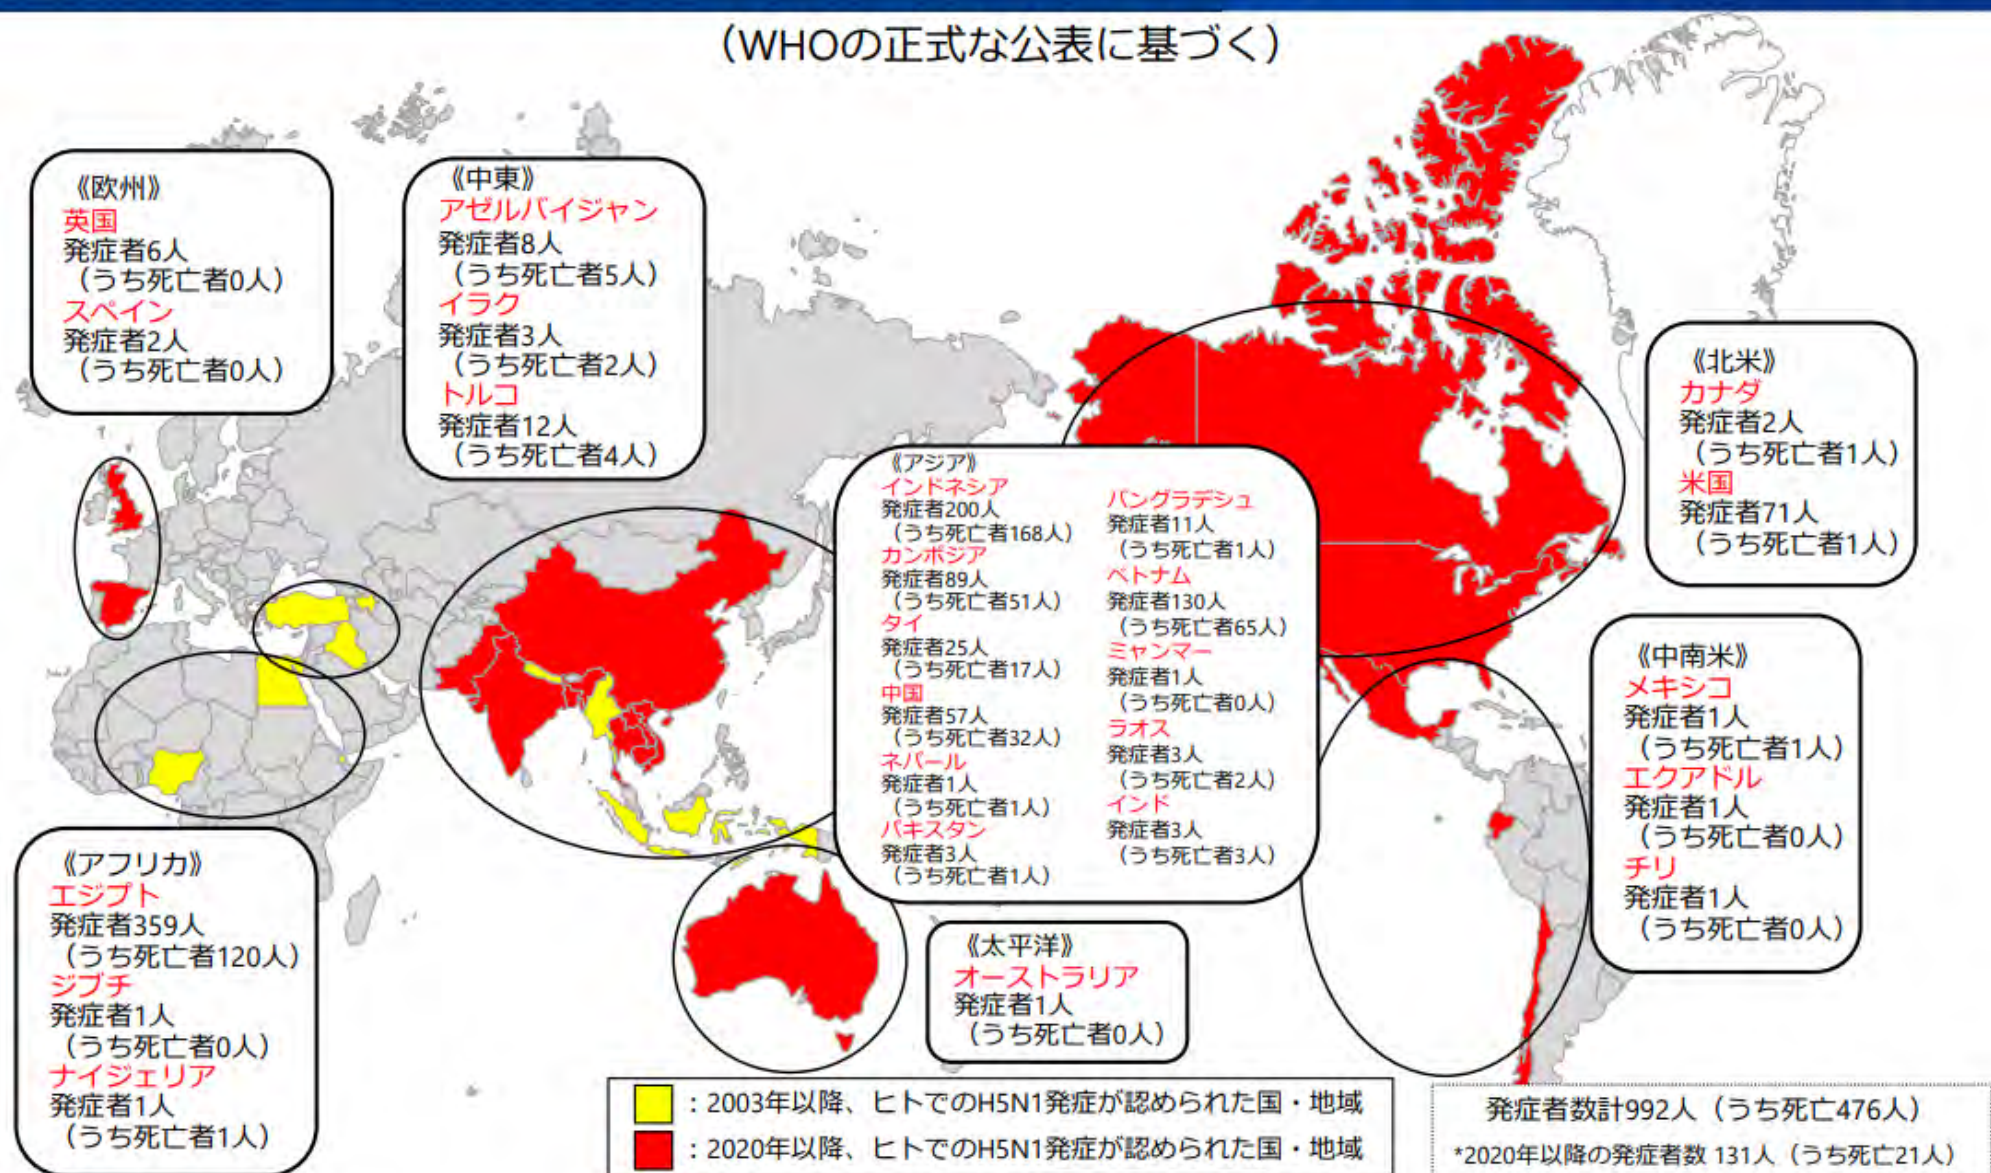 （WHOの正式な公表に基づく）
《欧州》
英国
発症者6人
（うち死亡者0人）
スペイン
発症者2人
（うち死亡者0人）
《中東》
アゼルバイジャン
発症者8人
（うち死亡者5人）
イラク
発症者3人
（うち死亡者2人）
トルコ
発症者12人
（うち死亡者4人）
《アジア》
インドネシア
発症者200人
（うち死亡者168人）
カンボジア
発症者89人
（うち死亡者51人）
タイ
発症者25人
（うち死亡者17人）
中国
発症者57人
（うち死亡者32人）
ネパール
発症者1人
（うち死亡者1人）
パキスタン
発症者3人
（うち死亡者1人）
バングラデシュ
発症者11人
（うち死亡者1人）
ベトナム
発症者130人
（うち死亡者65人）
ミャンマー
発症者1人
（うち死亡者0人）
ラオス
発症者3人
（うち死亡者2人）
インド
発症者3人
（うち死亡者3人）
《北米》
カナダ
発症者2人
（うち死亡者1人）
米国
発症者71人
（うち死亡者1人）
《中南米》
メキシコ
発症者1人
（うち死亡者1人）
エクアドル
発症者1人
（うち死亡者0人）
チリ
発症者1人
（うち死亡者0人）
《アフリカ》
エジプト
発症者359人
（うち死亡者120人）
ジブチ
発症者1人
（うち死亡者0人）
ナイジェリア
発症者1人
（うち死亡者1人）
《太平洋》
オーストラリア
発症者1人
（うち死亡者0人）
：2003年以降、ヒトでのH5N1発症が認められた国・地域
：2020年以降、ヒトでのH5N1発症が認められた国・地域
発症者数計992人（うち死亡476人）
*2020年以降の発症者数 131人（うち死亡21人）